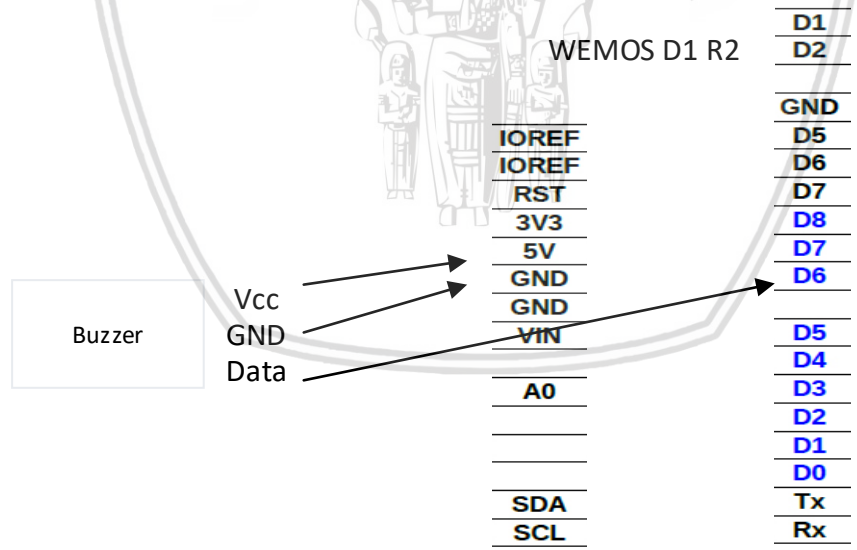 WEMOS D1 R2
Buzzer
Vcc
GND
Data
IOREF
IOREF
RST
3V3
5V
GND
GND
VIN
A0
SDA
SCL
D1
D2
GND
D5
D6
D7
D8
D7
D6
D5
D4
D3
D2
D1
D0
Tx
Rx